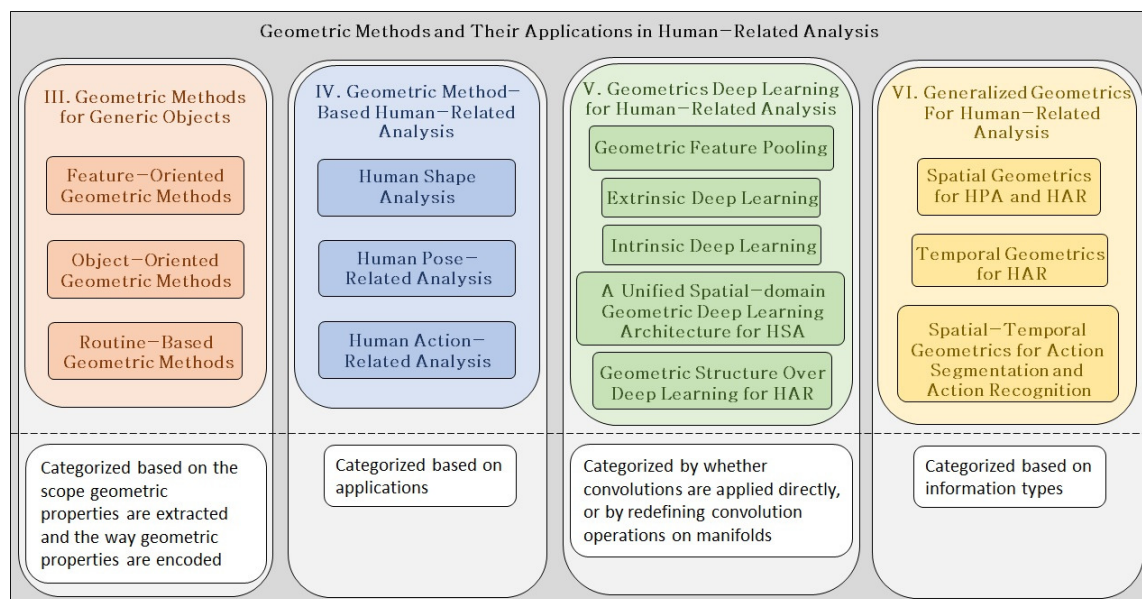 Geometric Methods and Their Applications in Human-Related Analysis
III. Geometric Methods
for Generic Objects
Feature-Oriented
Geometric Methods
Object-Oriented
Geometric Methods
Routine-Based
Geometric Methods
Categorized based on the
scope geometric
properties are extracted
and the way geometric
properties are encoded
IV. Geometric Method-
Based Human-Related
Analysis
Human Shape
Analysis
Human Pose-
Related Analysis
Human Action-
Related Analysis
Categorized based on
applications
V. Geometrics Deep Learning
for Human-Related Analysis
Geometric Feature Pooling
Extrinsic Deep Learning
Intrinsic Deep Learning
A Unified Spatial-domain
Geometric Deep Learning
Architecture for HSA
Geometric Structure Over
Deep Learning for HAR
Categorized by whether
convolutions are applied directly,
or by redefining convolution
operations on manifolds
VI. Generalized Geometrics
For Human-Related
Analysis
Spatial Geometrics
for HPA and HAR
Temporal Geometrics
for HAR
Spatial-Temporal
Geometrics for Action
Segmentation and
Action Recognition
Categorized based on
information types